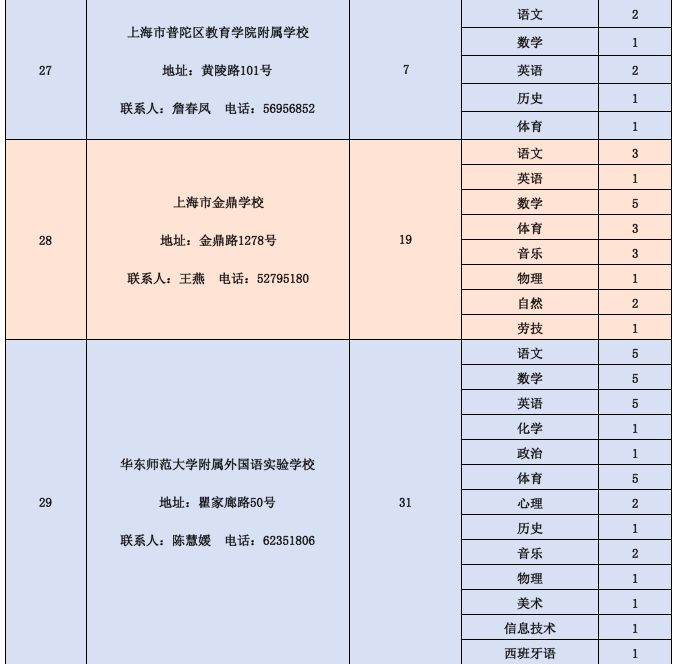 27
上海市普陀区教育学院附属学校
地址：黄陵路101号
联系人：詹春凤 电话：56956852
7
语文 2
数学 1
英语 2
历史 1
体育 1
28
上海市金鼎学校
地址：金鼎路1278号
联系人：王燕 电话：52795180
19
语文 3
英语 1
数学 5
体育 3
音乐 3
物理 1
自然 2
劳技 1
29
华东师范大学附属外国语实验学校
地址：瞿家廊路50号
联系人：陈慧媛 电话：62351806
31
语文 5
数学 5
英语 5
化学 1
政治 1
体育 5
心理 2
历史 1
音乐 2
物理 1
美术 1
信息技术 1
西班牙语 1